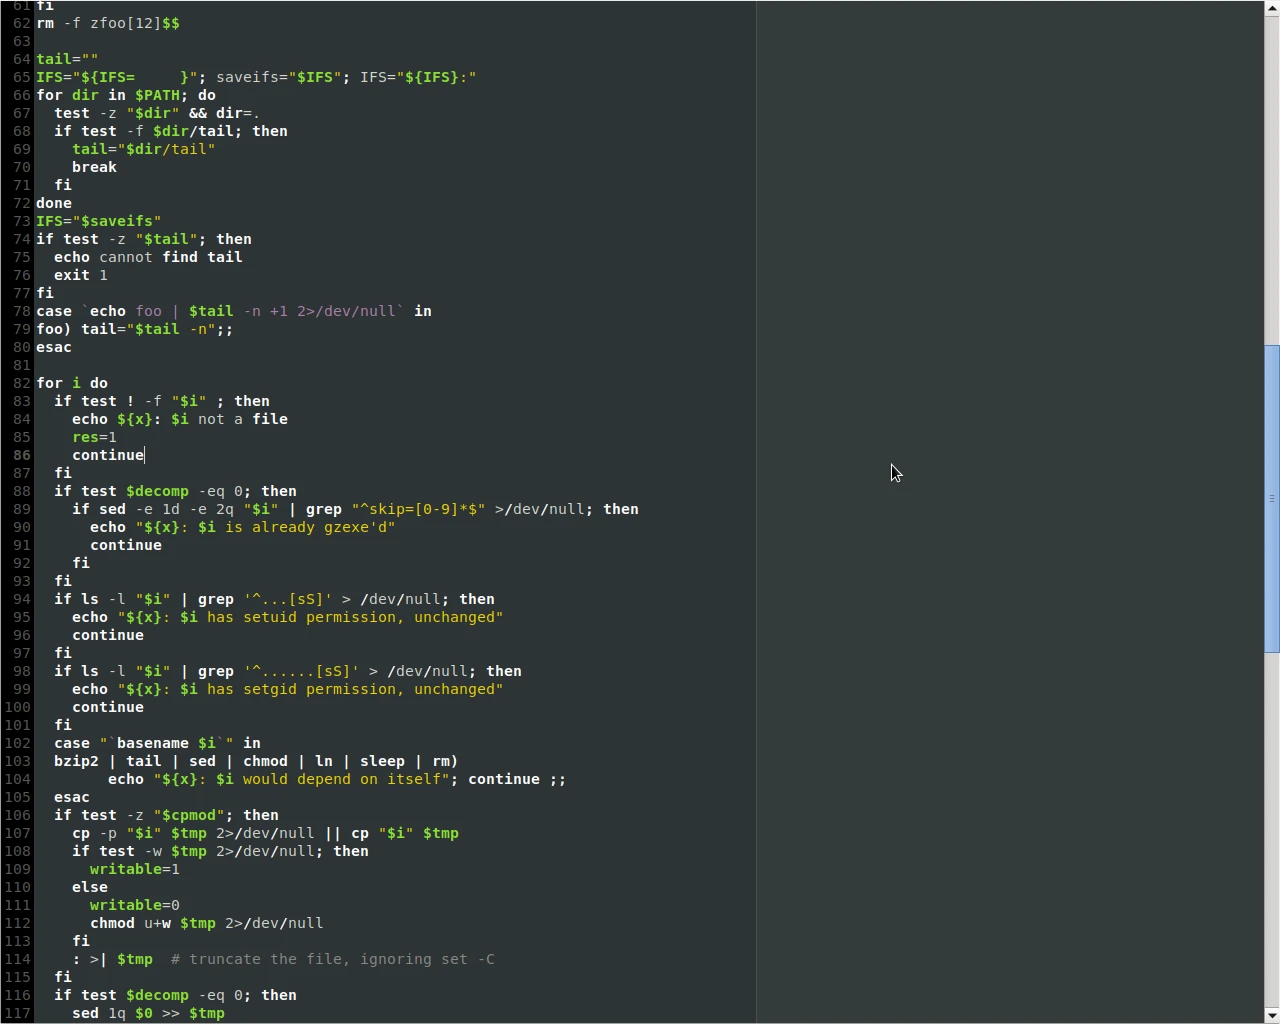 61 fi
62 rm -f zfoo[12]$$
63
64 tail=""
65 IFS="${IFS=     }"; saveifs="$IFS"; IFS="${IFS}:"
66 for dir in $PATH; do
67   test -z "$dir" && dir=.
68   if test -f $dir/tail; then
69     tail="$dir/tail"
70     break
71   fi
72 done
73 IFS="$saveifs"
74 if test -z "$tail"; then
75   echo cannot find tail
76   exit 1
77 fi
78 case `echo foo | $tail -n +1 2>/dev/null` in
79 foo) tail="$tail -n";;
80 esac
81
82 for i do
83   if test ! -f "$i" ; then
84     echo ${x}: $i not a file
85     res=1
86     continue
87   fi
88   if test $decomp -eq 0; then
89     if sed -e 1d -e 2q "$i" | grep "^skip=[0-9]*$" >/dev/null; then
90       echo "${x}: $i is already gzexe'd"
91       continue
92     fi
93   fi
94   if ls -l "$i" | grep '^...[sS]' > /dev/null; then
95     echo "${x}: $i has setuid permission, unchanged"
96     continue
97   fi
98   if ls -l "$i" | grep '^......[sS]' > /dev/null; then
99     echo "${x}: $i has setgid permission, unchanged"
100     continue
101   fi
102   case "`basename $i`" in
103   bzip2 | tail | sed | chmod | ln | sleep | rm)
104         echo "${x}: $i would depend on itself"; continue ;;
105   esac
106   if test -z "$cpmod"; then
107     cp -p "$i" $tmp 2>/dev/null || cp "$i" $tmp
108     if test -w $tmp 2>/dev/null; then
109       writable=1
110     else
111       writable=0
112       chmod u+w $tmp 2>/dev/null
113     fi
114     : >| $tmp  # truncate the file, ignoring set -C
115   fi
116   if test $decomp -eq 0; then
117     sed 1q $0 >> $tmp